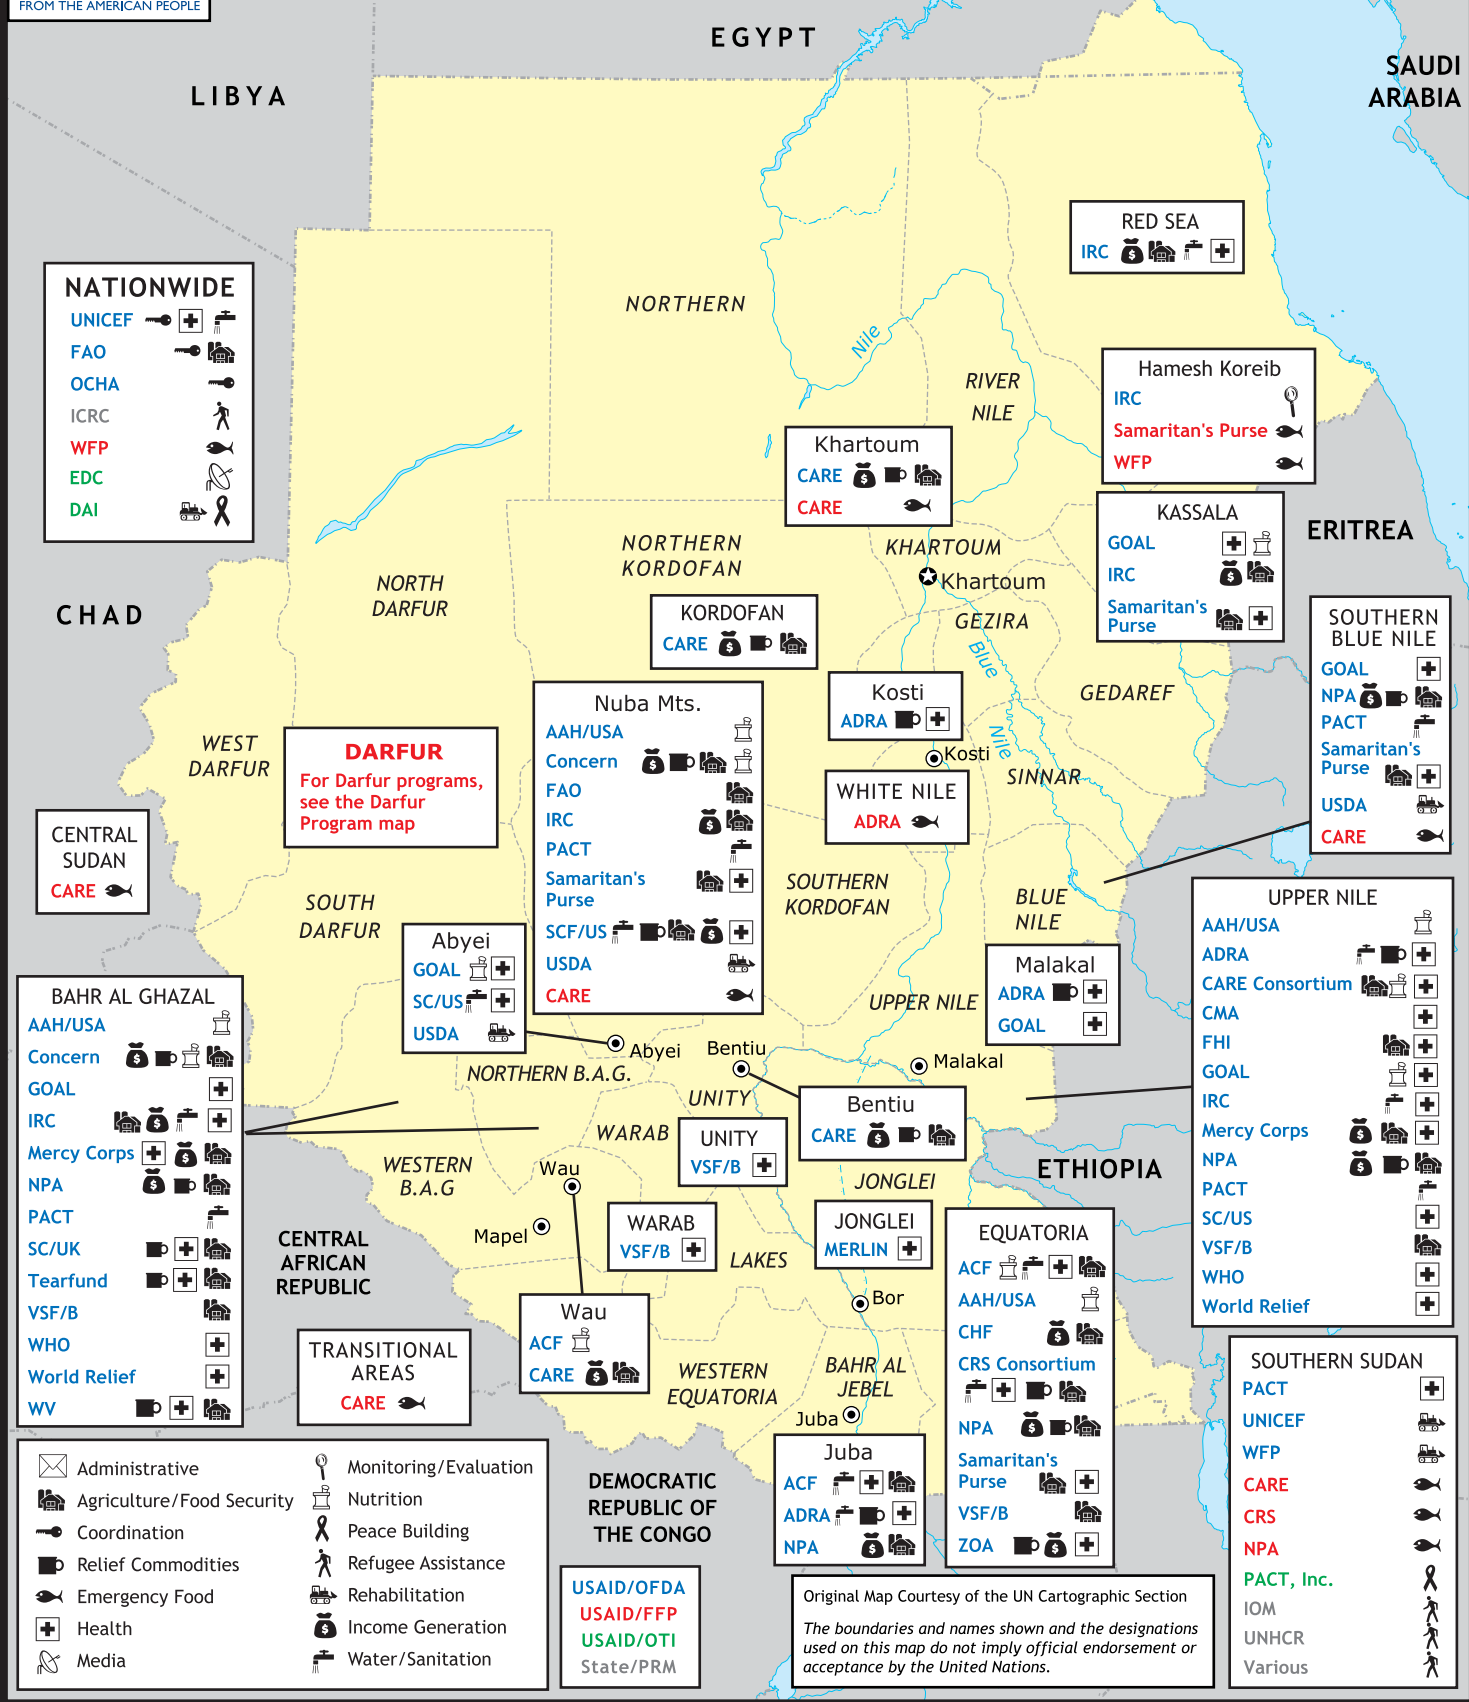 FROM THE AMERICAN PEOPLE
EGYPT
LIBYA
SAUDI
ARABIA
RED SEA
IRC
NATIONWIDE
UNICEF
FAO
OCHA
ICRC
WFP
EDC
DAI
NORTHERN
Nile
RIVER
NILE
Hamesh Koreib
IRC
Samaritan's Purse
WFP
Khartoum
CARE
CARE
KASSALA
GOAL
IRC
Samaritan's
Purse
ERITREA
NORTHERN
KORDOFAN
KHARTOUM
Khartoum
NORTH
DARFUR
CHAD
KORDOFAN
CARE
GEZIRA
Blue
Nile
GEDAREF
SOUTHERN
BLUE NILE
GOAL
NPA
PACT
Samaritan's
Purse
USDA
CARE
Kosti
ADRA
Kosti
SINNAR
WHITE NILE
ADRA
Nuba Mts.
AAH/USA
Concern
FAO
IRC
PACT
Samaritan's
Purse
SCF/US
USDA
CARE
WEST
DARFUR
DARFUR
For Darfur programs,
see the Darfur
Program map
CENTRAL
SUDAN
CARE
SOUTH
DARFUR
SOUTHERN
KORDOFAN
BLUE
NILE
Abyei
GOAL
SC/US
USDA
Abyei
UPPER NILE
Malakal
ADRA
GOAL
Malakal
UPPER NILE
AAH/USA
ADRA
CARE Consortium
CMA
FHI
GOAL
IRC
Mercy Corps
NPA
PACT
SC/US
VSF/B
WHO
World Relief
BAHR AL GHAZAL
AAH/USA
Concern
GOAL
IRC
Mercy Corps
NPA
PACT
SC/UK
Tearfund
VSF/B
WHO
World Relief
WV
NORTHERN B.A.G.
Bentiu
UNITY
Bentiu
CARE
WARAB
UNITY
VSF/B
ETHIOPIA
WESTERN
B.A.G
Wau
JONGLEI
Mapel
WARAB
VSF/B
JONGLEI
MERLIN
LAKES
CENTRAL
AFRICAN
REPUBLIC
Bor
EQUATORIA
ACF
AAH/USA
CHF
CRS Consortium
NPA
Samaritan's
Purse
VSF/B
ZOA
Wau
ACF
CARE
TRANSITIONAL
AREAS
CARE
WESTERN
EQUATORIA
BAHR AL
JEBEL
Juba
Juba
ACF
ADRA
NPA
SOUTHERN SUDAN
PACT
UNICEF
WFP
CARE
CRS
NPA
PACT, Inc.
IOM
UNHCR
Various
DEMOCRATIC
REPUBLIC OF
THE CONGO
Administrative
Agriculture/Food Security
Coordination
Relief Commodities
Emergency Food
Health
Media
Monitoring/Evaluation
Nutrition
Peace Building
Refugee Assistance
Rehabilitation
Income Generation
Water/Sanitation
USAID/OFDA
USAID/FFP
USAID/OTI
State/PRM
Original Map Courtesy of the UN Cartographic Section
The boundaries and names shown and the designations
used on this map do not imply official endorsement or
acceptance by the United Nations.